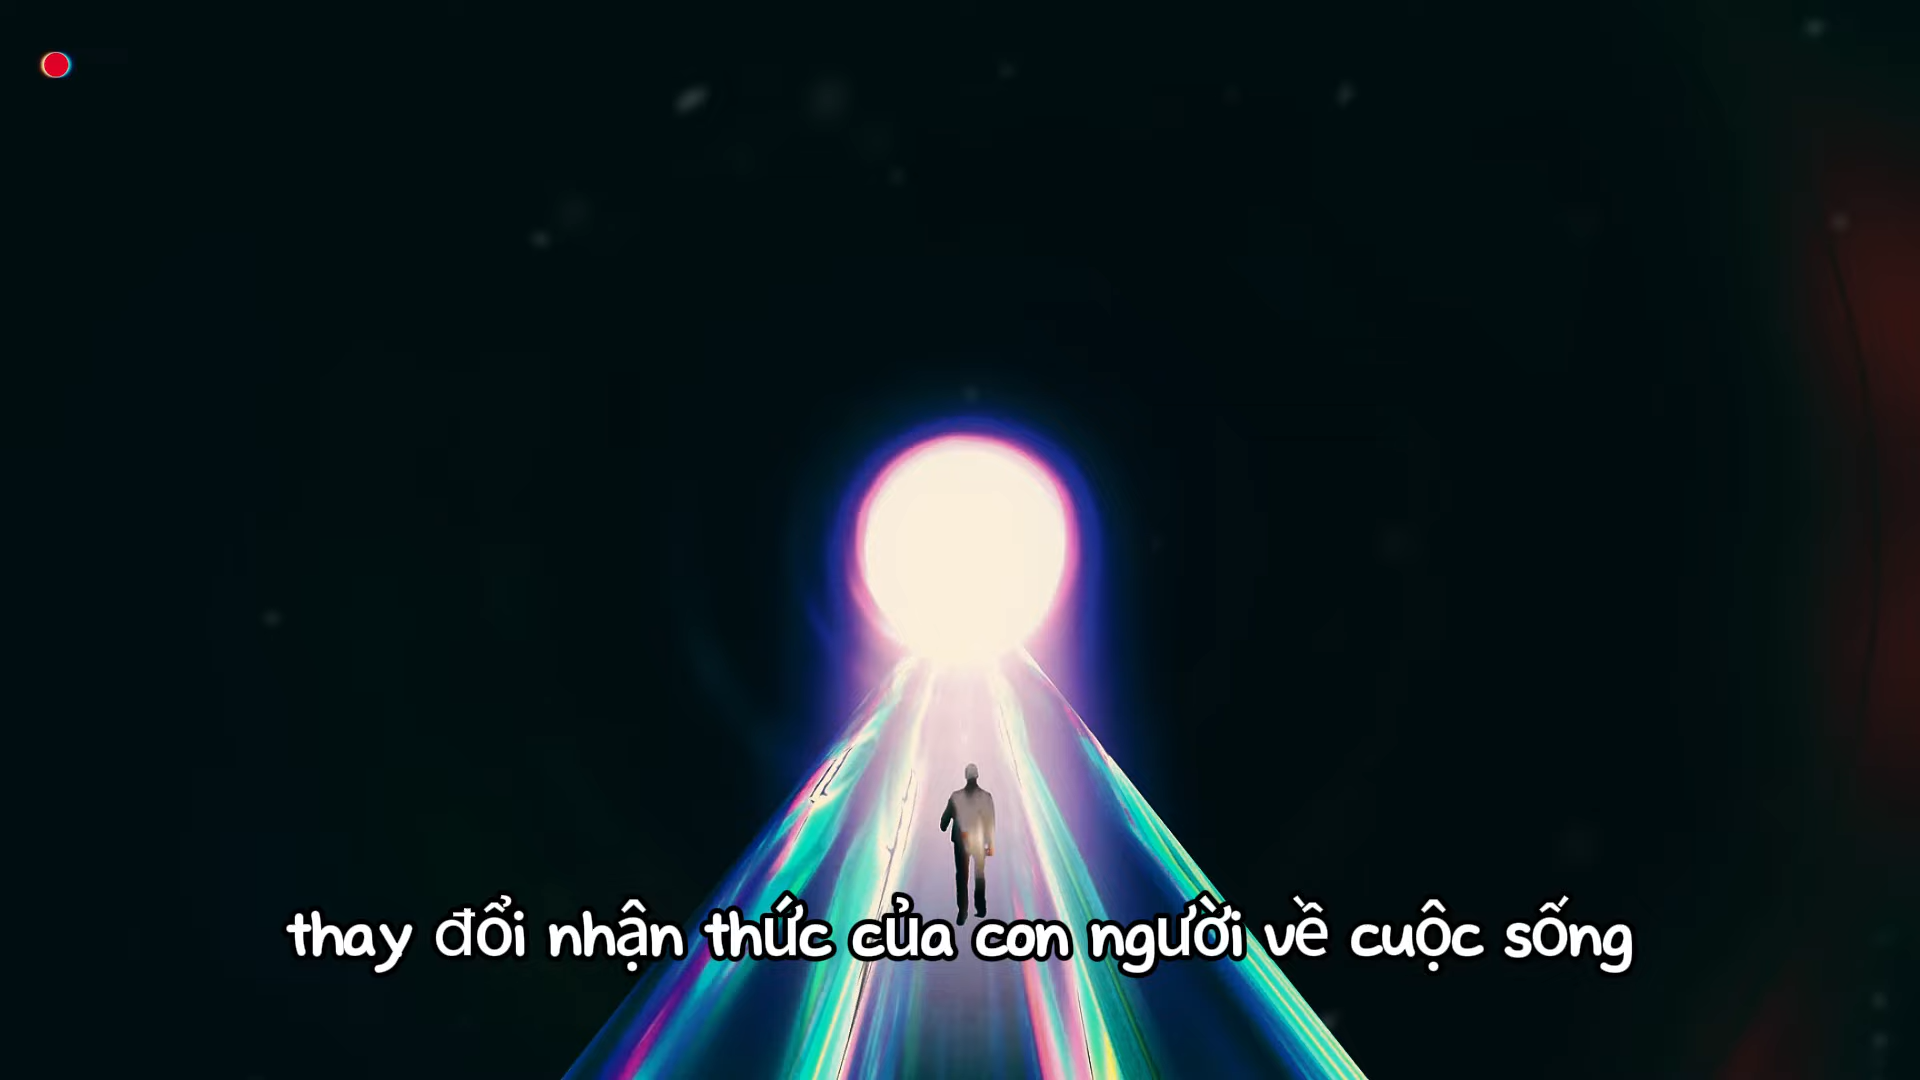 thay đổi nhận thức của con người về cuộc sống